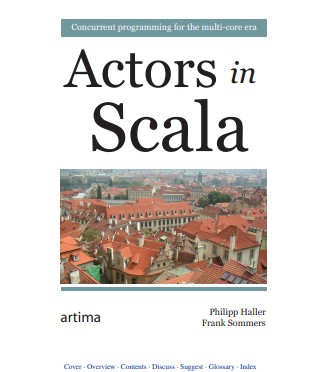 Concurrent programming for the multi-core era
Actors in
Scala
artima
Philipp Haller
Frank Sommers
Cover · Overview · Contents · Discuss · Suggest · Glossary · Index